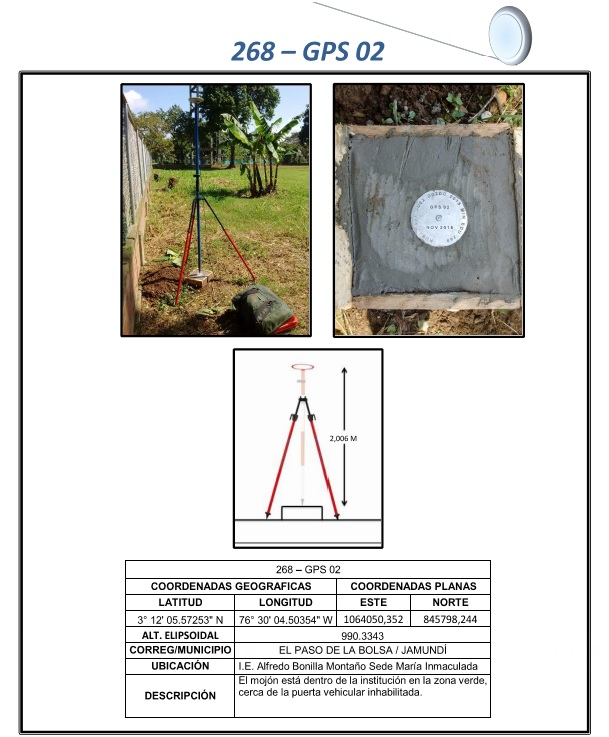 268 – GPS 02
GPS 02
NOV 2018
2,006 M
268 – GPS 02
COORDENADAS GEOGRAFICAS COORDENADAS PLANAS
LATITUD LONGITUD ESTE NORTE
3° 12' 05.57253" N 76° 30' 04.50354" W 1064050,352 845798,244
ALT. ELIPSOIDAL 990.3343
CORREG/MUNICIPIO EL PASO DE LA BOLSA / JAMUNDÌ
UBICACIÓN I.E. Alfredo Bonilla Montaño Sede María Inmaculada
DESCRIPCIÓN El mojón está dentro de la institución en la zona verde,
cerca de la puerta vehicular inhabilitada.